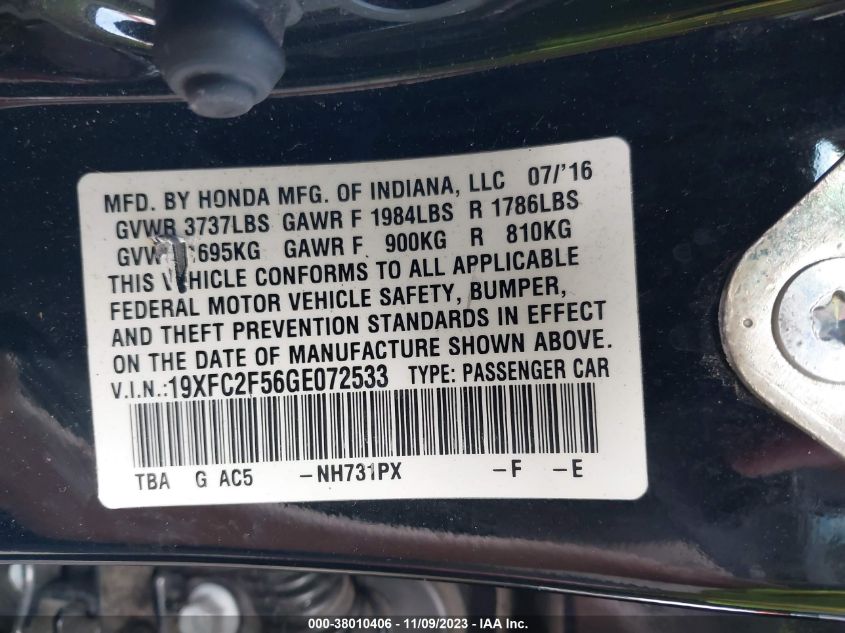 MFD. BY HONDA MFG. OF INDIANA, LLC 07/'16
GVWR 3737LBS GAWR F 1984LBS R 1786LBS
695KG GAWR F 900KG R 810KG
THIS VEHICLE CONFORMS TO ALL APPLICABLE
FEDERAL MOTOR VEHICLE SAFETY, BUMPER,
AND THEFT PREVENTION STANDARDS IN EFFECT
ON THE DATE OF MANUFACTURE SHOWN ABOVE.
V.I.N.:19XFC2F56GE072533 TYPE: PASSENGER CAR
TBA G AC5 -NH731PX -F -E
000-38010406 - 11/09/2023 - IAA Inc.